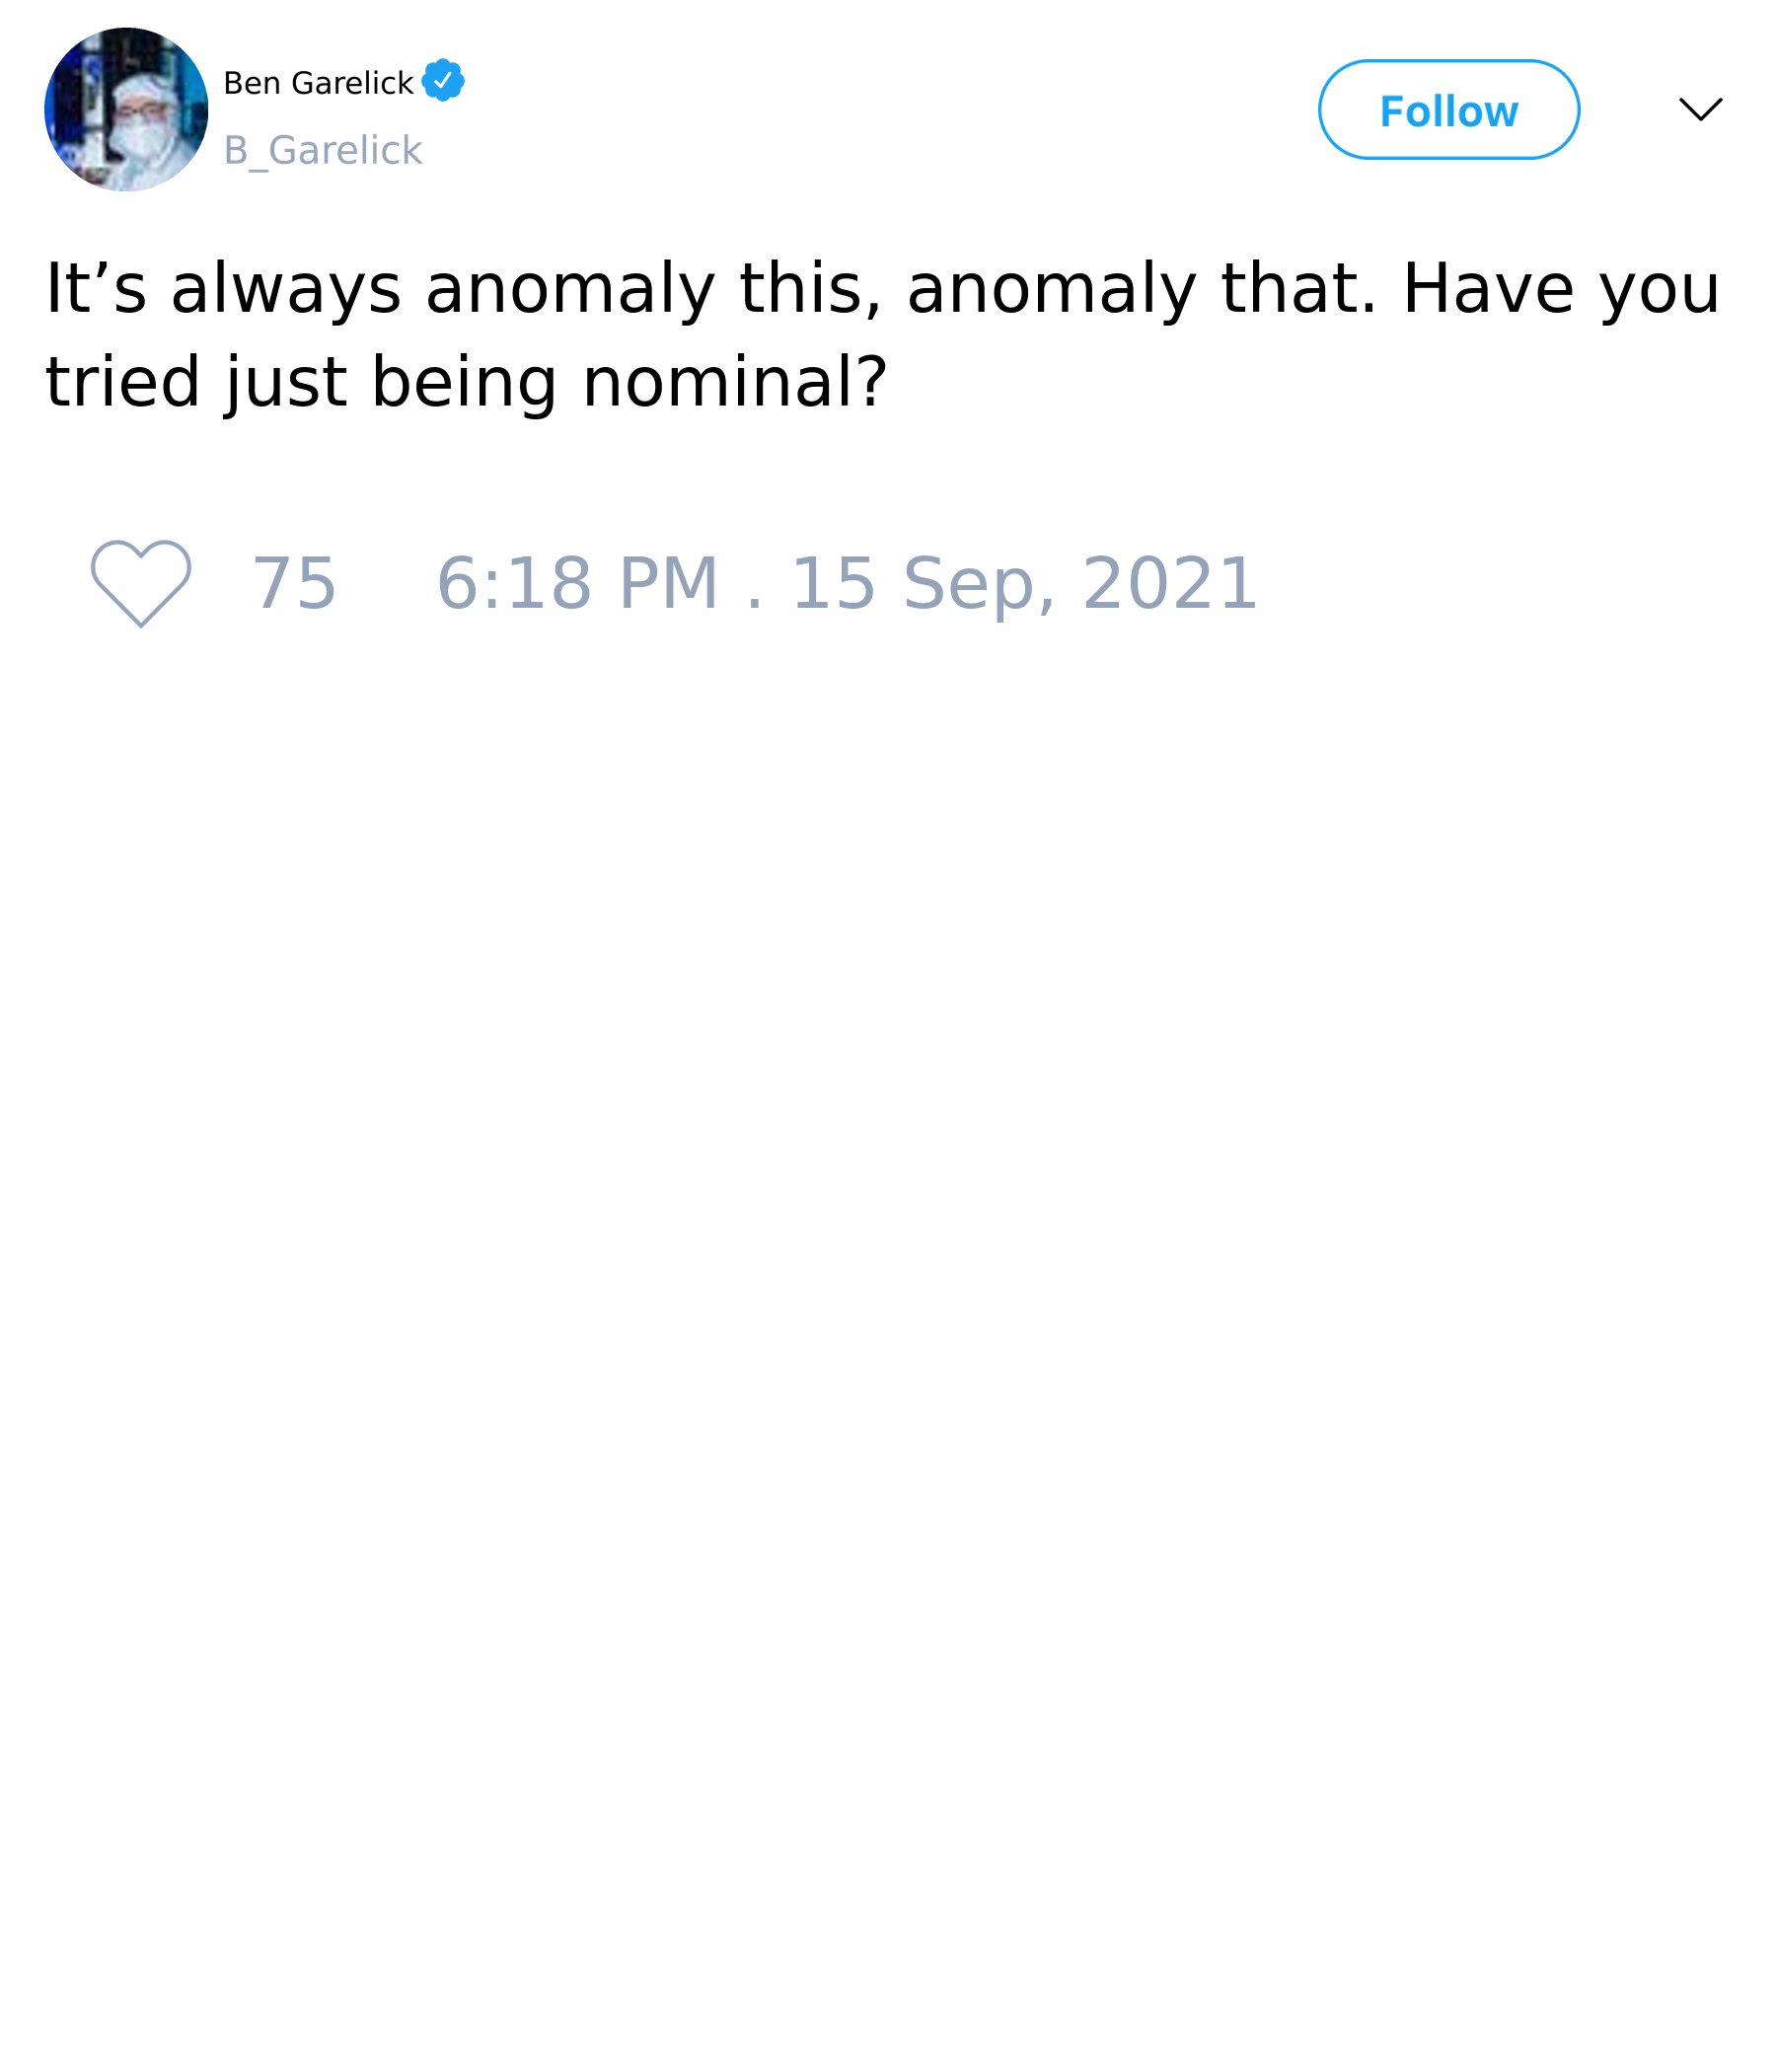 Ben Garelick
B_Garelick
Follow
It’s always anomaly this, anomaly that. Have you
tried just being nominal?
75 6:18 PM . 15 Sep, 2021